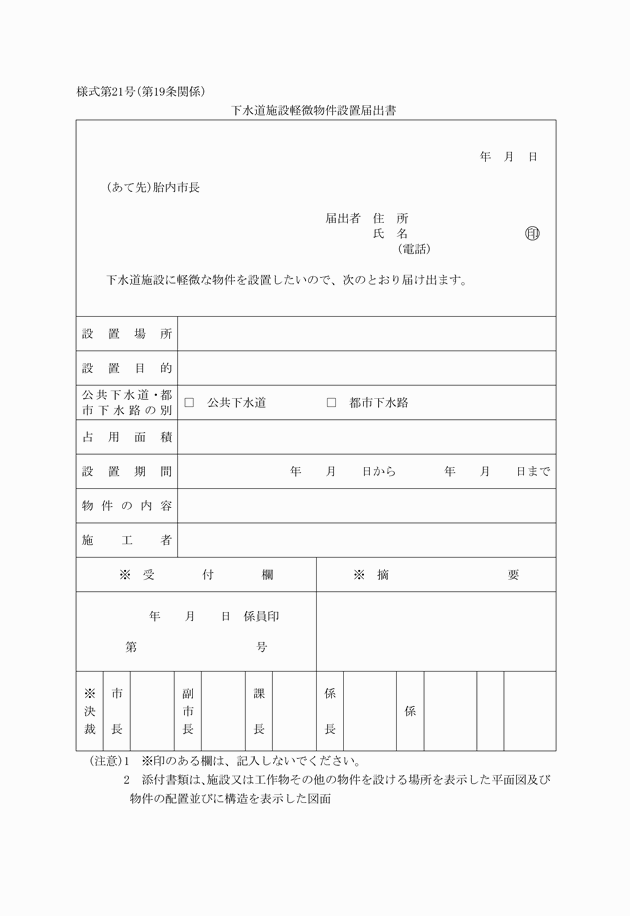 様式第21号(第19条関係)
下水道施設軽微物件設置届出書
年　月　日
(あて先)胎内市長
届出者　住　所
氏　名　㊞
(電話)
下水道施設に軽微な物件を設置したいので、次のとおり届け出ます。
設置場所
設置目的
公共下水道・都
市下水路の別
□　公共下水道　□　都市下水路
占用面積
設置期間　年　月　日から　年　月　日まで
物件の内容
施工者
※　受　付　欄　※　摘　要
年　月　日　係員印
第　号
※決裁　市長　副市長　課長　係長　係
(注意)1　※印のある欄は、記入しないでください。
2　添付書類は、施設又は工作物その他の物件を設ける場所を表示した平面図及び
物件の配置並びに構造を表示した図面